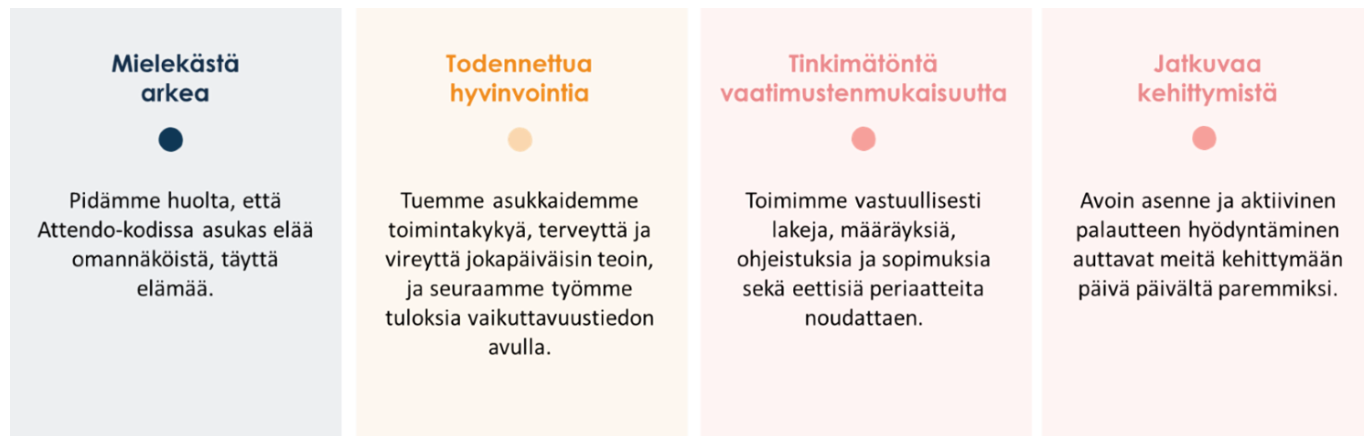 Mielekästä
arkea
Pidämme huolta, että
Attendo-kodissa asukas elää
omannäköistä, täyttä
elämää.
Todennettua
hyvinvointia
Tuemme asukkaidemme
toimintakykyä, terveyttä ja
vireyttä jokapäiväisin teoin,
ja seuraamme työmme
tuloksia vaikuttavuustiedon
avulla.
Tinkimätöntä
vaatimustenmukaisuutta
Toimimme vastuullisesti
lakeja, määräyksiä,
ohjeistuksia ja sopimuksia
sekä eettisiä periaatteita
noudattaen.
Jatkuvaa
kehittymistä
Avoin asenne ja aktiivinen
palautteen hyödyntäminen
auttavat meitä kehittymään
päivä päivältä paremmiksi.